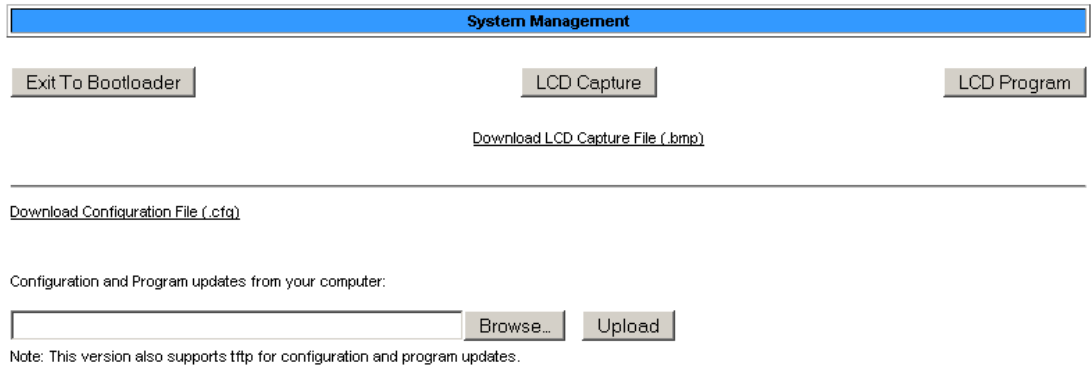 System Management
Exit To Bootloader LCD Capture LCD Program
Download LCD Capture File (.bmp)
Download Configuration File (.cfg)
Configuration and Program updates from your computer:
Browse... Upload
Note: This version also supports tftp for configuration and program updates.